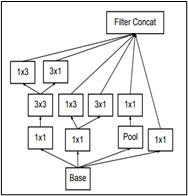 Filter Concat
1x3 3x1
3x3 1x3 3x1 1x1
1x1 1x1 Pool 1x1
Base